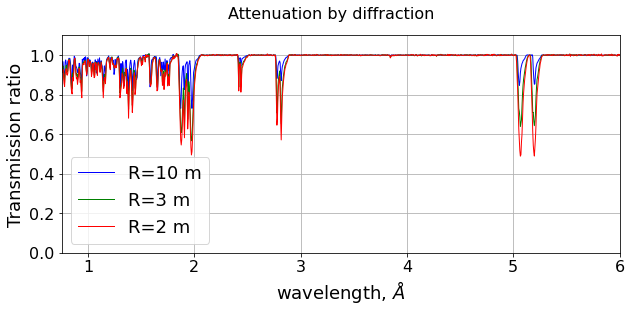 Attenuation by diffraction
Transmission ratio
1.0
0.8
0.6
0.4
0.2
0.0
R=10 m
R=3 m
R=2 m
1 2 3 4 5 6
wavelength, Å